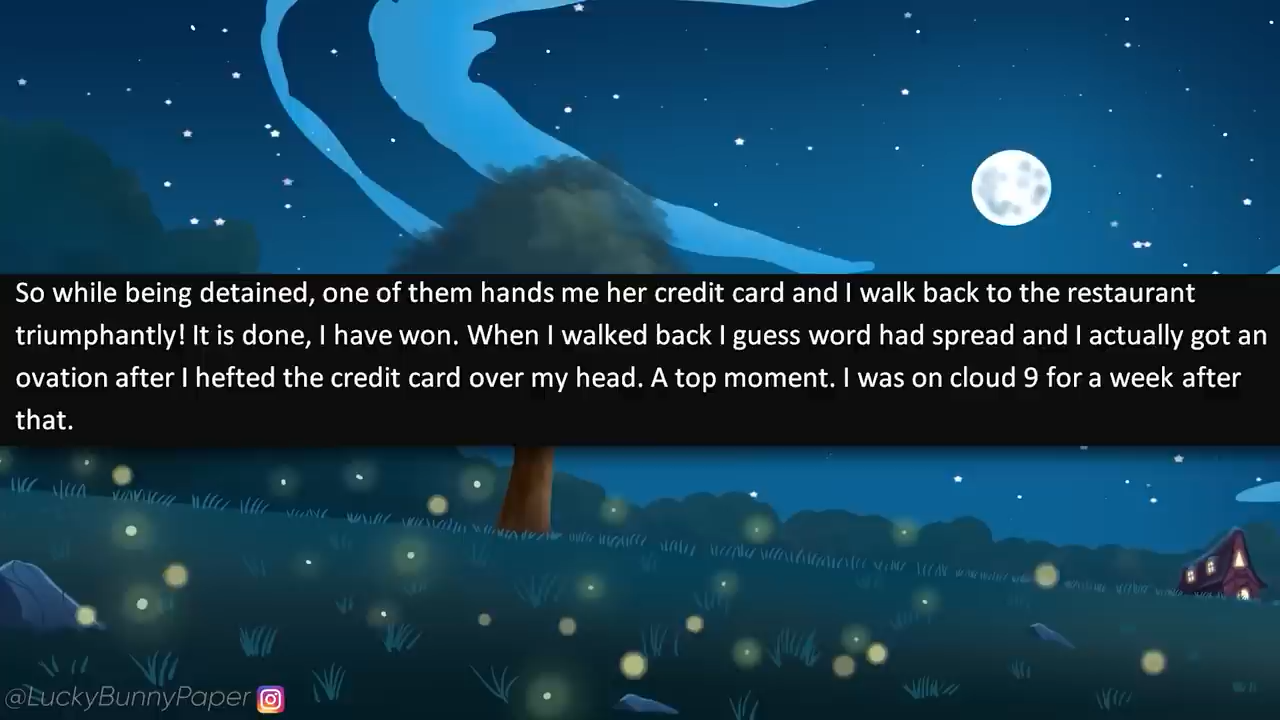 So while being detained, one of them hands me her credit card and I walk back to the restaurant
triumphantly! It is done, I have won. When I walked back I guess word had spread and I actually got an
ovation after I hefted the credit card over my head. A top moment. I was on cloud 9 for a week after
that.
@LuckyBunnyPaper